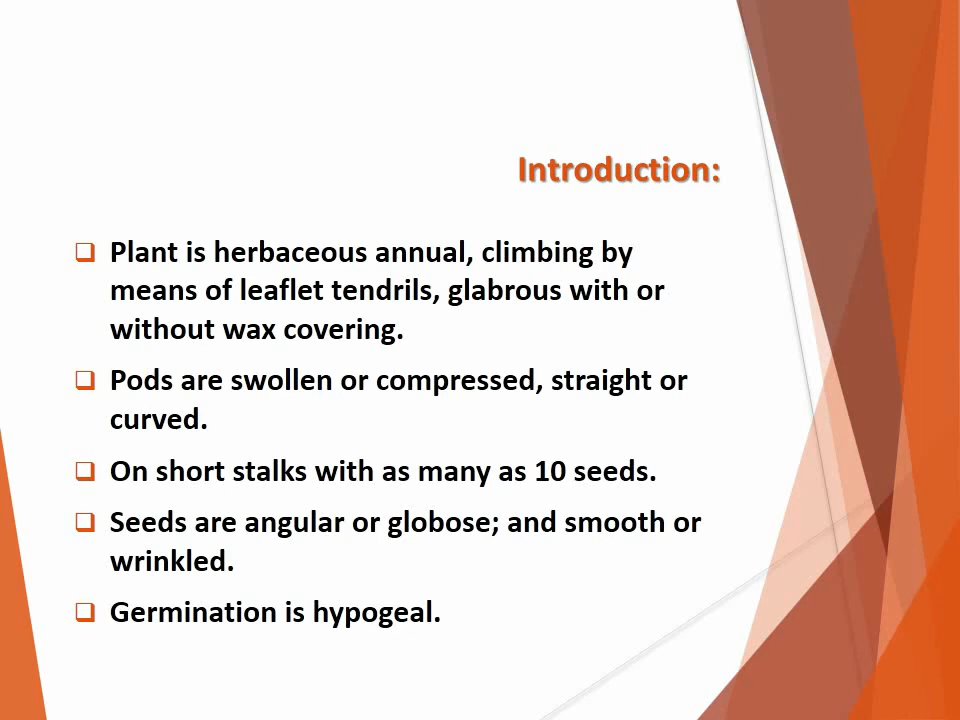 Introduction:
Plant is herbaceous annual, climbing by
means of leaflet tendrils, glabrous with or
without wax covering.
Pods are swollen or compressed, straight or
curved.
On short stalks with as many as 10 seeds.
Seeds are angular or globose; and smooth or
wrinkled.
Germination is hypogeal.